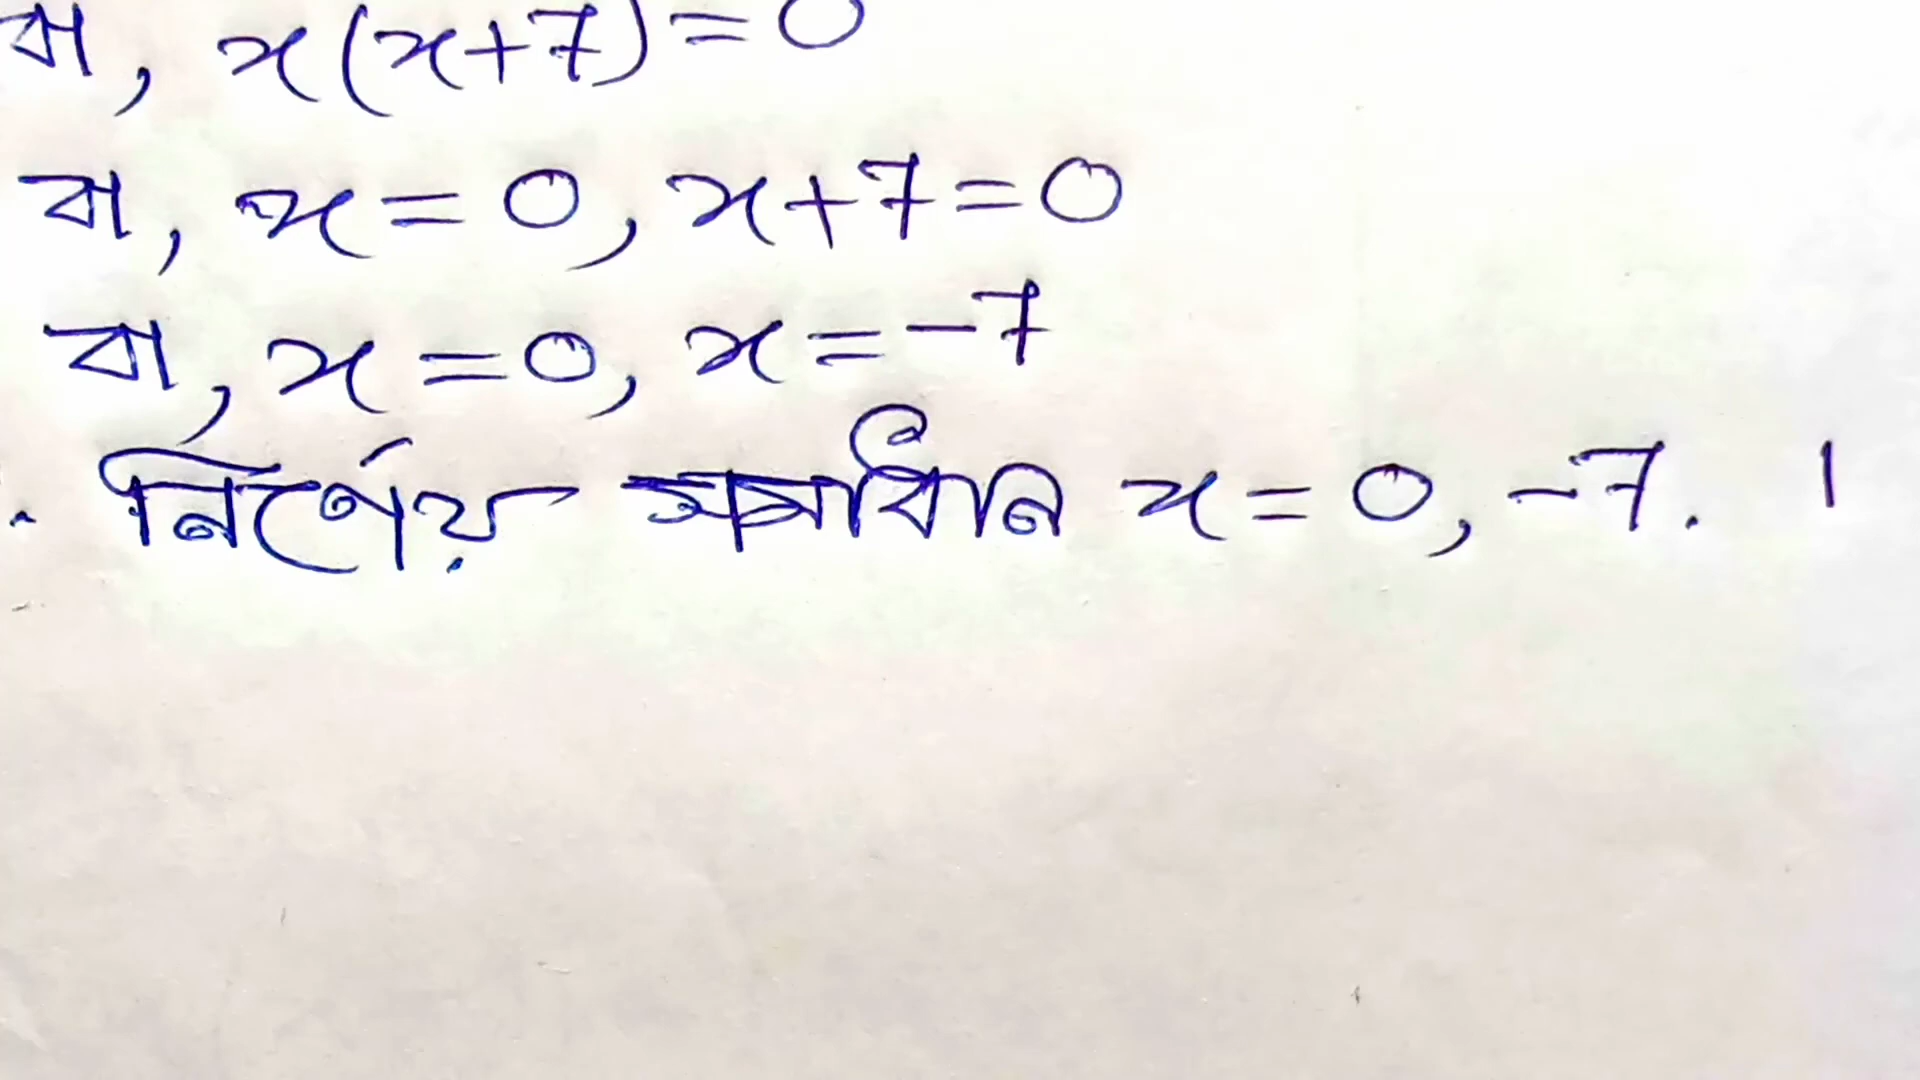 বা, x(x+7)=0
বা, x=0, x+7=0
বা, x=0, x=-7
∴ নির্ণেয় সমাধান x=0, -7. ।